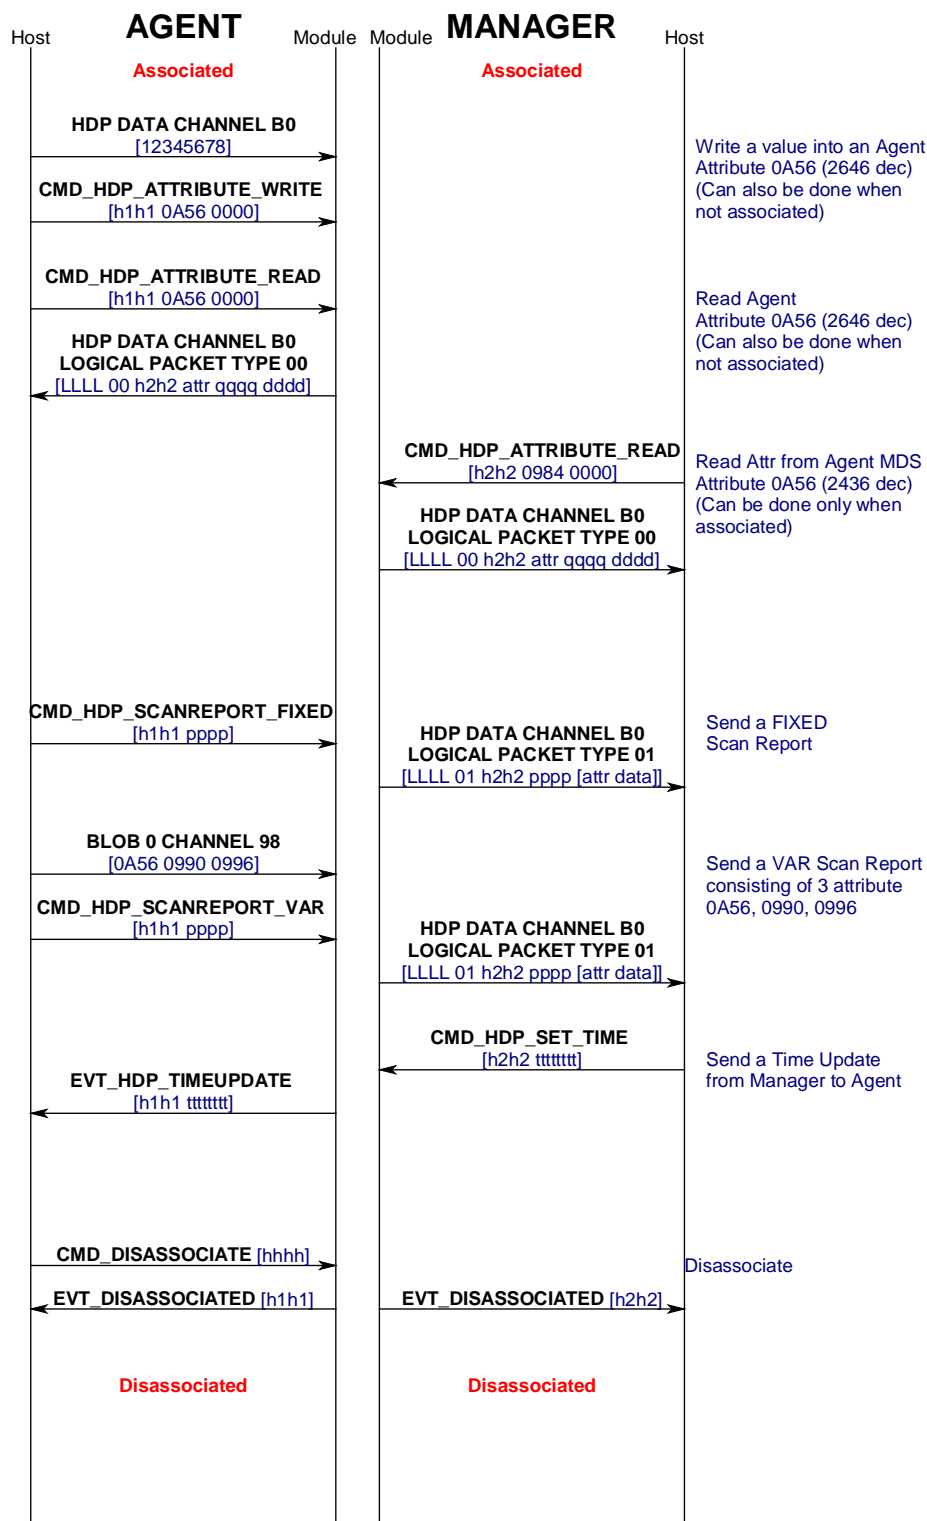 AGENT
MANAGER
Host
Module
Module
Host
Associated
Associated
HDP DATA CHANNEL B0
[12345678]
Write a value into an Agent
Attribute 0A56 (2646 dec)
(Can also be done when
not associated)
CMD_HDP_ATTRIBUTE_WRITE
[h1h1 0A56 0000]
CMD_HDP_ATTRIBUTE_READ
[h1h1 0A56 0000]
Read Agent
Attribute 0A56 (2646 dec)
(Can also be done when
not associated)
HDP DATA CHANNEL B0
LOGICAL PACKET TYPE 00
[LLLL 00 h2h2 attr qqqq dddd]
CMD_HDP_ATTRIBUTE_READ
[h2h2 0984 0000]
Read Attr from Agent MDS
Attribute 0A56 (2436 dec)
(Can be done only when
associated)
HDP DATA CHANNEL B0
LOGICAL PACKET TYPE 00
[LLLL 00 h2h2 attr qqqq dddd]
CMD_HDP_SCANREPORT_FIXED
[h1h1 pppp]
Send a FIXED
Scan Report
HDP DATA CHANNEL B0
LOGICAL PACKET TYPE 01
[LLLL 01 h2h2 pppp [attr data]]
BLOB 0 CHANNEL 98
[0A56 0990 0996]
Send a VAR Scan Report
consisting of 3 attribute
0A56, 0990, 0996
CMD_HDP_SCANREPORT_VAR
[h1h1 pppp]
HDP DATA CHANNEL B0
LOGICAL PACKET TYPE 01
[LLLL 01 h2h2 pppp [attr data]]
CMD_HDP_SET_TIME
[h2h2 tttttttt]
Send a Time Update
from Manager to Agent
EVT_HDP_TIMEUPDATE
[h1h1 tttttttt]
CMD_DISASSOCIATE [hhhh]
Disassociate
EVT_DISASSOCIATED [h1h1]
EVT_DISASSOCIATED [h2h2]
Disassociated
Disassociated